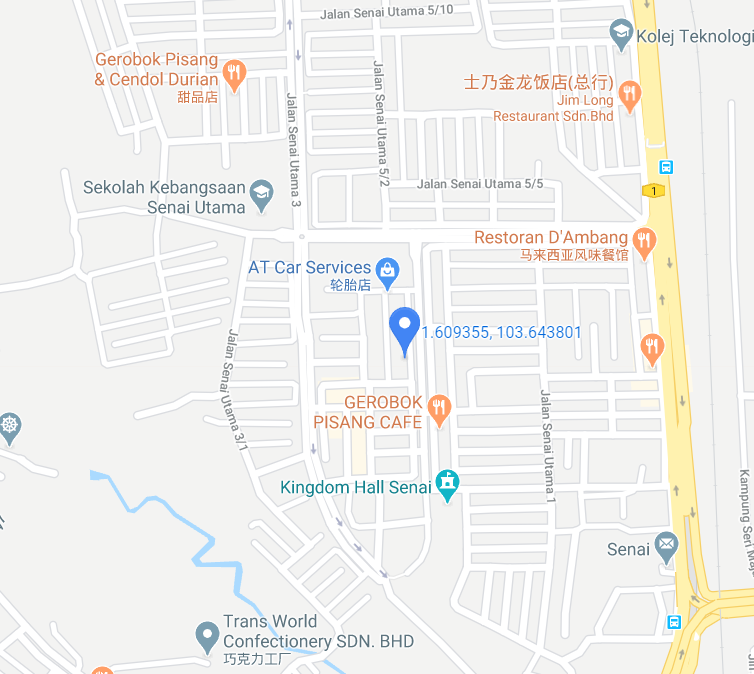 Jalan Senai Utama 5/10
Kolej Teknologi
Gerobok Pisang
& Cendol Durian
甜品店
士乃金龙饭店(总行)
Jim Long
Restaurant Sdn.Bhd
Jalan Senai Utama 3
Jalan Senai Utama 5/2
Jalan Senai Utama 5/5
Sekolah Kebangsaan
Senai Utama
1
Restoran D'Ambang
马来西亚风味餐馆
AT Car Services
轮胎店
1.609355, 103.643801
Jalan Senai Utama 3/1
GEROBOK
PISANG CAFE
Jalan Senai Utama 1
Kingdom Hall Senai
Kampung Seri Maj
Senai
Trans World
Confectionery SDN. BHD
巧克力工厂